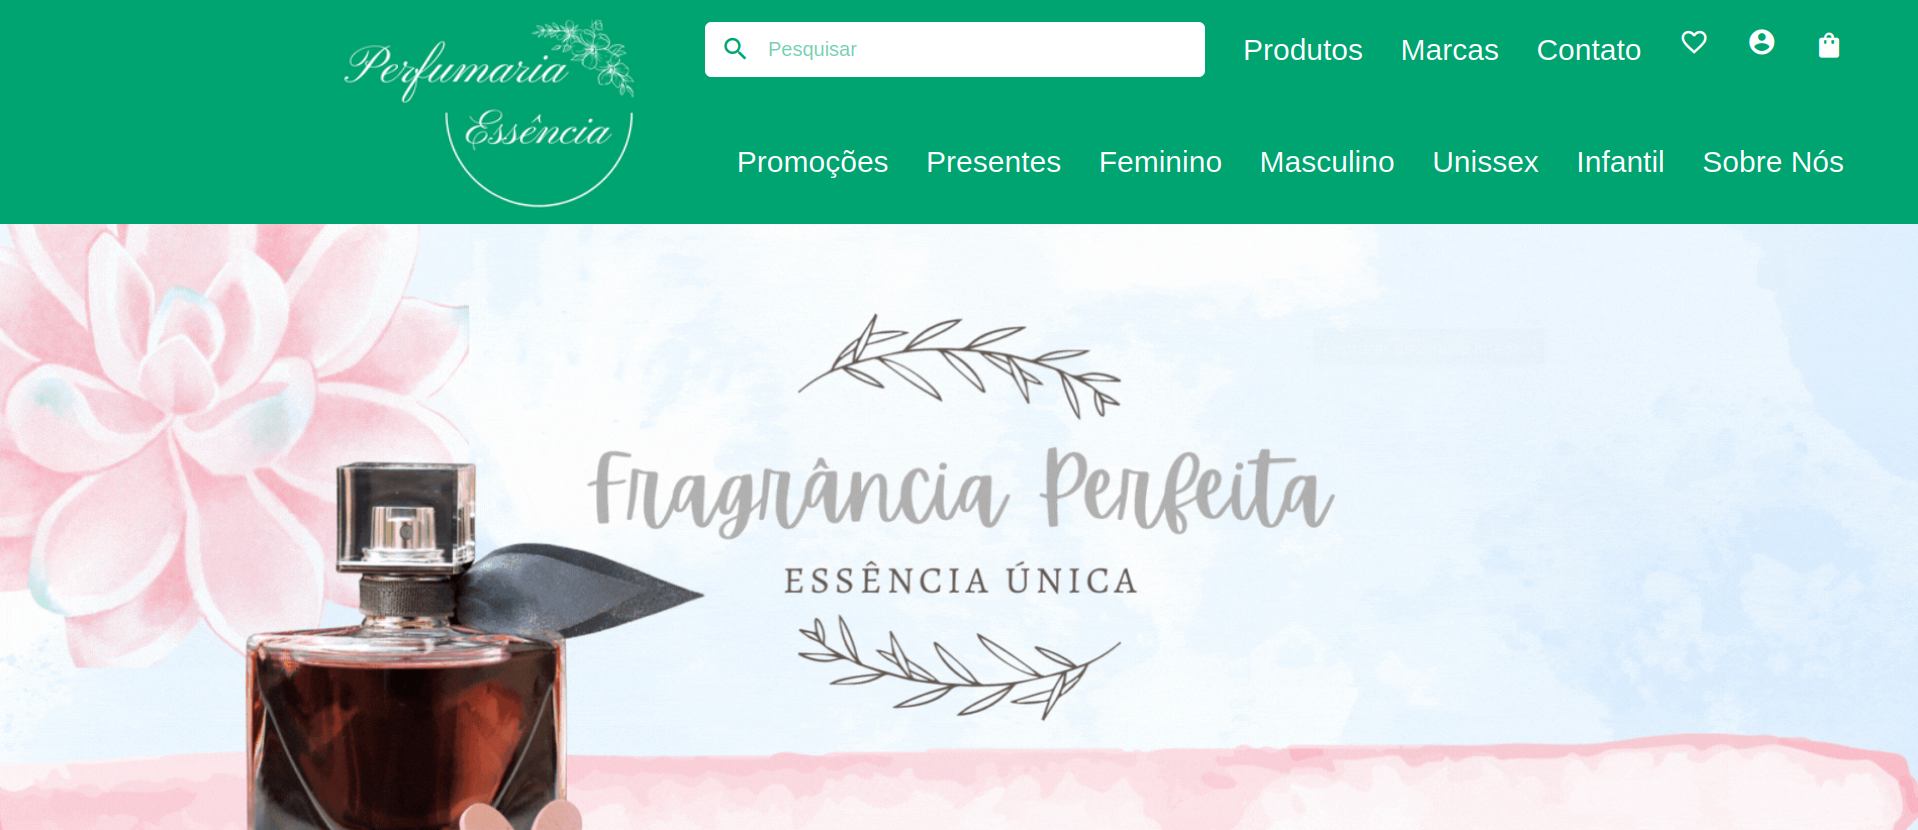 Perfumaria
Essência
Pesquisar
Produtos Marcas Contato
Promoções Presentes Feminino Masculino Unissex Infantil Sobre Nós
Fragrância Perfeita
ESSÊNCIA ÚNICA